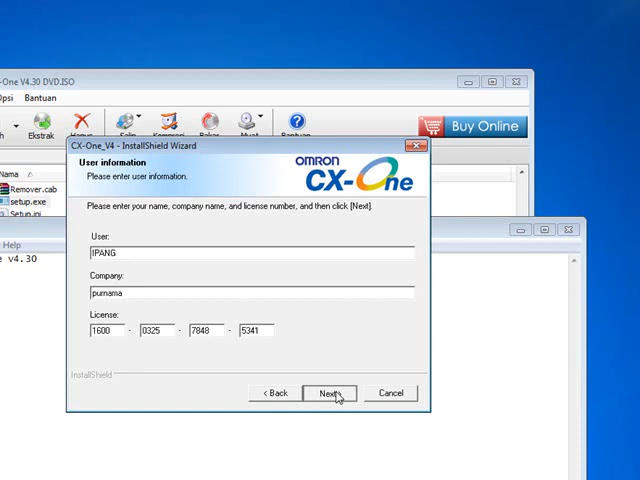 -One V4.30 DVD.ISO
Opsi Bantuan
Ekstrak
Buy Online
Nama
Remover.cab
setup.exe
Setup.ini
CX-One_V4 - InstallShield Wizard
User information
Please enter user information.
OMRON
CX-One
Please enter your name, company name, and license number, and then click [Next].
User:
IPANG
Company:
purnama
License:
1600 - 0325 - 7848 - 5341
InstallShield
< Back Next> Cancel
Help
e v4.30